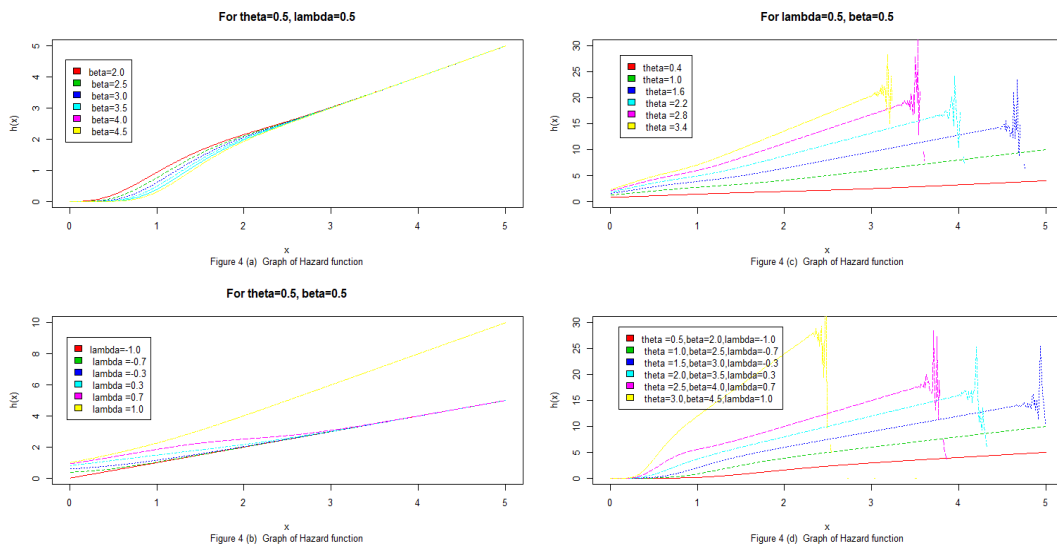 For theta=0.5, lambda=0.5
h(x)
5
4
3
2
1
0
beta=2.0
beta=2.5
beta=3.0
beta=3.5
beta=4.0
beta=4.5
0 1 2 3 4 5
x
Figure 4 (a) Graph of Hazard function
For lambda=0.5, beta=0.5
h(x)
30
25
20
15
10
5
0
theta=0.4
theta=1.0
theta=1.6
theta =2.2
theta =2.8
theta =3.4
0 1 2 3 4 5
x
Figure 4 (c) Graph of Hazard function
For theta=0.5, beta=0.5
h(x)
10
8
6
4
2
0
lambda=-1.0
lambda =-0.7
lambda =-0.3
lambda =0.3
lambda =0.7
lambda =1.0
0 1 2 3 4 5
x
Figure 4 (b) Graph of Hazard function
h(x)
30
25
20
15
10
5
0
theta =0.5,beta=2.0,lambda=-1.0
theta =1.0,beta=2.5,lambda=-0.7
theta =1.5,beta=3.0,lambda=-0.3
theta =2.0,beta=3.5,lambda=0.3
theta =2.5,beta=4.0,lambda=0.7
theta=3.0,beta=4.5,lambda=1.0
0 1 2 3 4 5
x
Figure 4 (d) Graph of Hazard function